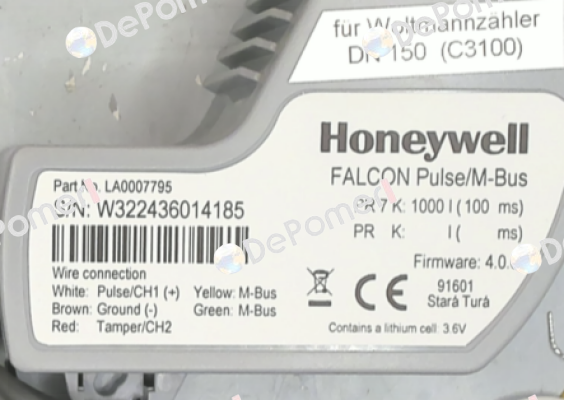 für Woltmannzähler
DN 150 (C3100)
Honeywell
FALCON Pulse/M-Bus
PR 7 K: 1000 l ( 100 ms)
PR K: l ( ms)
Firmware: 4.0.
91601
Stará Turá
Contains a lithium cell 3.6V
Part No. LA0007795
S/N: W322436014185
Wire connection
White: Pulse/CH1 (+) Yellow: M-Bus
Brown: Ground (-) Green: M-Bus
Red: Tamper/CH2
CE
DePomerl